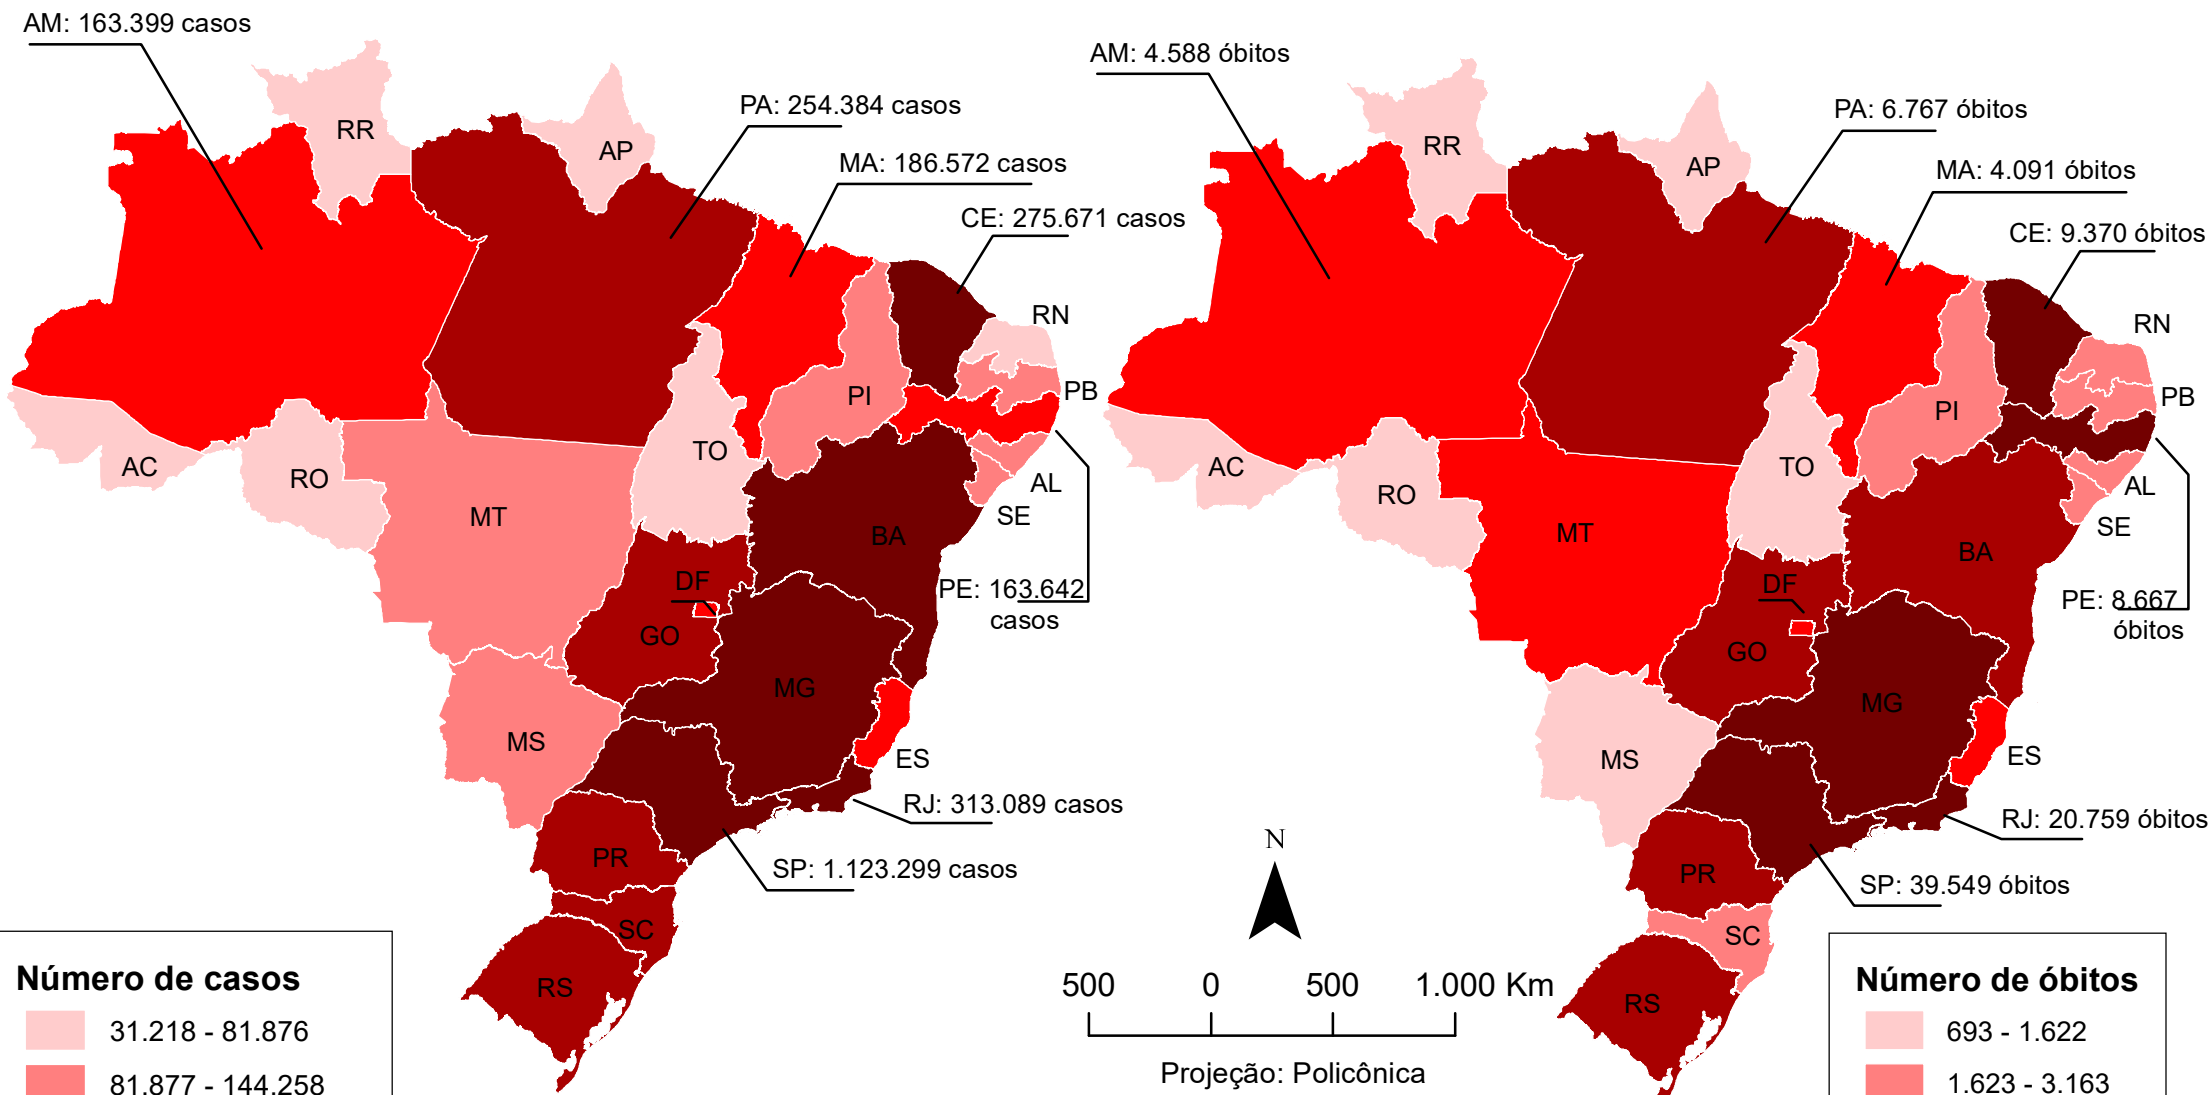 AM: 163.399 casos
RR
AP
PA: 254.384 casos
MA: 186.572 casos
CE: 275.671 casos
RN
PB
PI
TO
AC
RO
MT
AL
SE
BA
PE: 163.642
casos
DF
GO
MG
MS
ES
RJ: 313.089 casos
SP: 1.123.299 casos
PR
SC
RS
Número de casos
31.218 - 81.876
81.877 - 144.258
AM: 4.588 óbitos
RR
AP
PA: 6.767 óbitos
MA: 4.091 óbitos
CE: 9.370 óbitos
RN
PB
PI
TO
AC
RO
MT
AL
SE
BA
PE: 8.667
óbitos
DF
GO
MG
MS
ES
RJ: 20.759 óbitos
SP: 39.549 óbitos
PR
SC
RS
N
500 0 500 1.000 Km
Projeção: Policônica
Número de óbitos
693 - 1.622
1.623 - 3.163